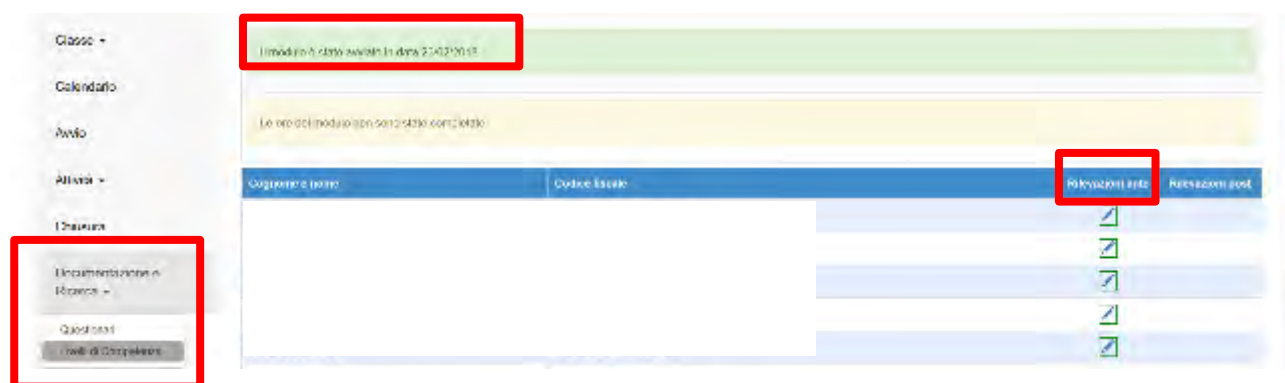 Classe
Calendario
Avvio
Attività
Chiusura
Documentazione e
Ricerca
Questionari
Livelli di Competenza
Il modulo è stato avviato in data
Le ore del modulo non sono state completate
Cognome e nome
Codice fiscale
Rilevazioni ante
Rilevazioni post